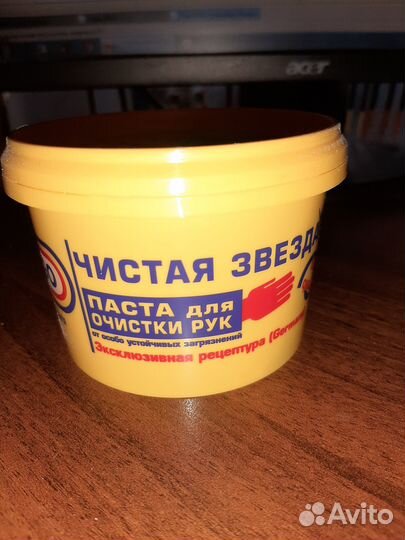 acer
ЧИСТАЯ ЗВЕЗДА
ПАСТА для
ОЧИСТКИ РУК
от особо устойчивых загрязнений
Эксклюзивная рецептура (Germany
Avito